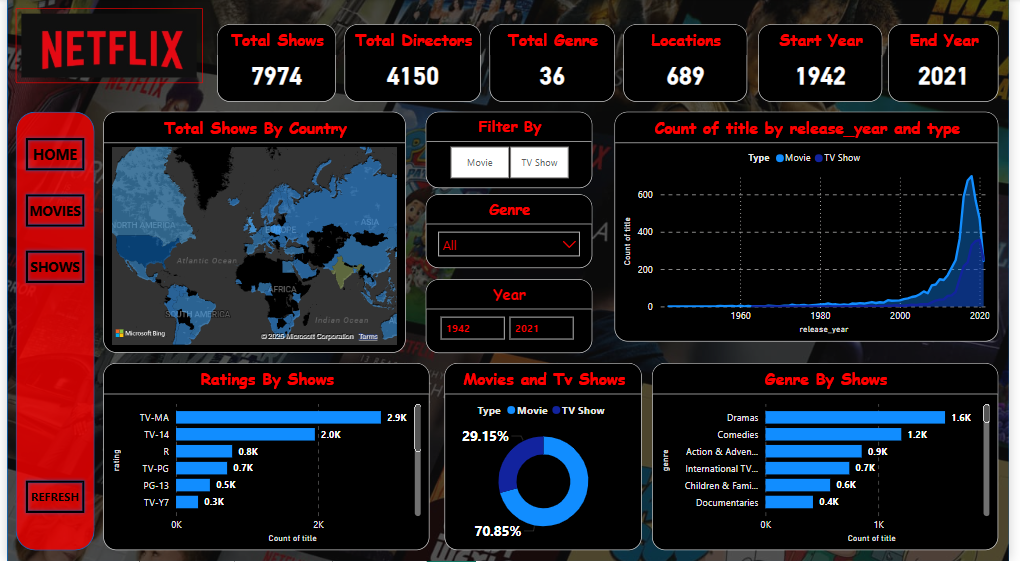 NETFLIX
Total Shows
7974
Total Directors
4150
Total Genre
36
Locations
689
Start Year
1942
End Year
2021
HOME
MOVIES
SHOWS
REFRESH
Total Shows By Country
NORTH AMERICA
EUROPE
ASIA
Atlantic Ocean
AFRICA
SOUTH AMERICA
Indian Ocean
Microsoft Bing
© 2025 Microsoft Corporation Terms
Filter By
Movie
TV Show
Genre
All
Year
1942
2021
Count of title by release_year and type
Type Movie TV Show
Count of title
600
400
200
0
1960
1980
2000
2020
release_year
Ratings By Shows
rating
TV-MA 2.9K
TV-14 2.0K
R 0.8K
TV-PG 0.7K
PG-13 0.5K
TV-Y7 0.3K
0K 2K
Count of title
Movies and Tv Shows
Type Movie TV Show
29.15%
70.85%
Genre By Shows
genre
Dramas 1.6K
Comedies 1.2K
Action & Adven... 0.9K
International TV... 0.7K
Children & Fami... 0.6K
Documentaries 0.4K
0K 1K
Count of title